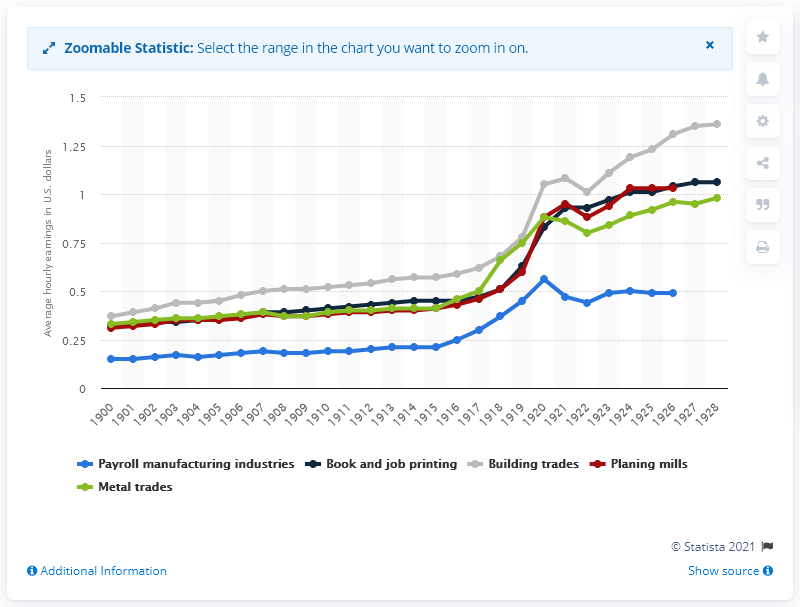 Zoomable Statistic: Select the range in the chart you want to zoom in on. ×
1.5
1.25
1
0.75
0.5
0.25
0
Average hourly earnings in U.S. dollars
1900 1901 1902 1903 1904 1905 1906 1907 1908 1909 1910 1911 1912 1913 1914 1915 1916 1917 1918 1919 1920 1921 1922 1923 1924 1925 1926 1927 1928
Payroll manufacturing industries Book and job printing Building trades Planing mills
Metal trades
© Statista 2021
Additional Information Show source